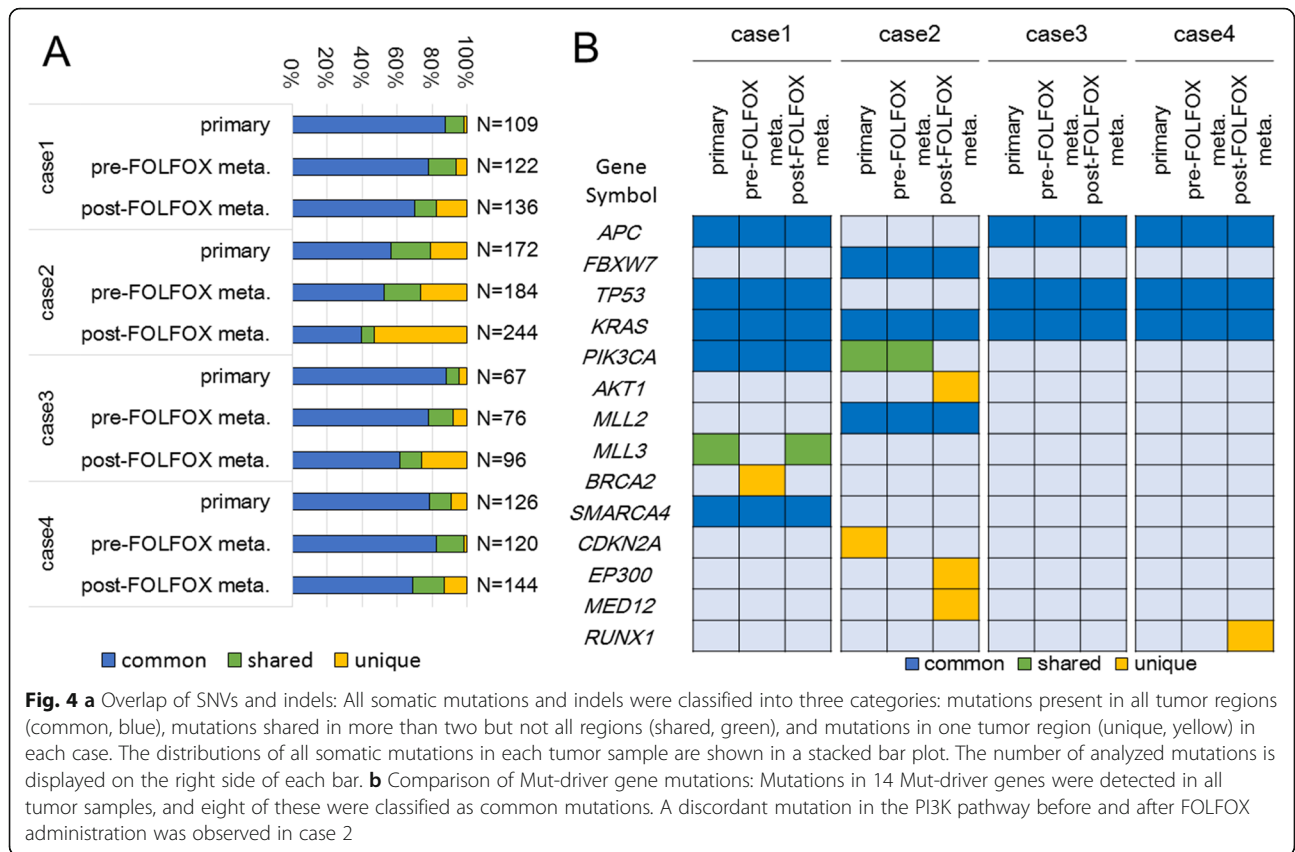 A
0%
20%
40%
60%
80%
100%
case1
primary
N=109
pre-FOLFOX meta.
N=122
post-FOLFOX meta.
N=136
case2
primary
N=172
pre-FOLFOX meta.
N=184
post-FOLFOX meta.
N=244
case3
primary
N=67
pre-FOLFOX meta.
N=76
post-FOLFOX meta.
N=96
case4
primary
N=126
pre-FOLFOX meta.
N=120
post-FOLFOX meta.
N=144
common shared unique
B
case1 case2 case3 case4
Gene
Symbol
primary
pre-FOLFOX
meta.
post-FOLFOX
meta.
primary
pre-FOLFOX
meta.
post-FOLFOX
meta.
primary
pre-FOLFOX
meta.
post-FOLFOX
meta.
primary
pre-FOLFOX
meta.
post-FOLFOX
meta.
APC
FBXW7
TP53
KRAS
PIK3CA
AKT1
MLL2
MLL3
BRCA2
SMARCA4
CDKN2A
EP300
MED12
RUNX1
common shared unique
Fig. 4 a Overlap of SNVs and indels: All somatic mutations and indels were classified into three categories: mutations present in all tumor regions
(common, blue), mutations shared in more than two but not all regions (shared, green), and mutations in one tumor region (unique, yellow) in
each case. The distributions of all somatic mutations in each tumor sample are shown in a stacked bar plot. The number of analyzed mutations is
displayed on the right side of each bar. b Comparison of Mut-driver gene mutations: Mutations in 14 Mut-driver genes were detected in all
tumor samples, and eight of these were classified as common mutations. A discordant mutation in the PI3K pathway before and after FOLFOX
administration was observed in case 2